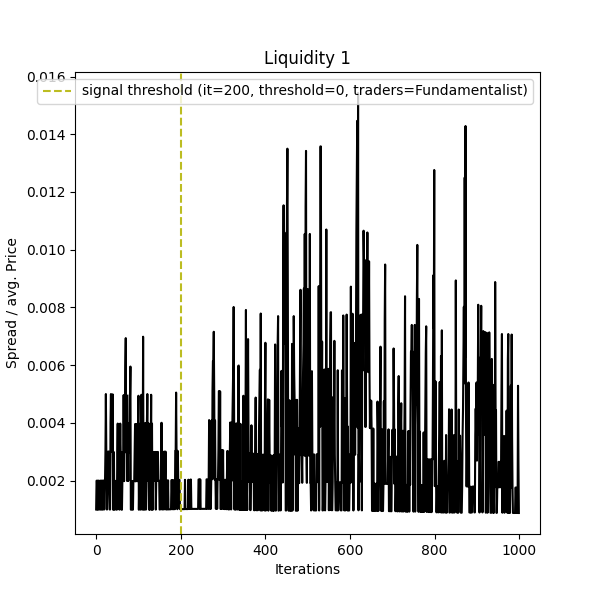 Liquidity 1
signal threshold (it=200, threshold=0, traders=Fundamentalist)
Spread / avg. Price
0.016
0.014
0.012
0.010
0.008
0.006
0.004
0.002
0 200 400 600 800 1000
Iterations